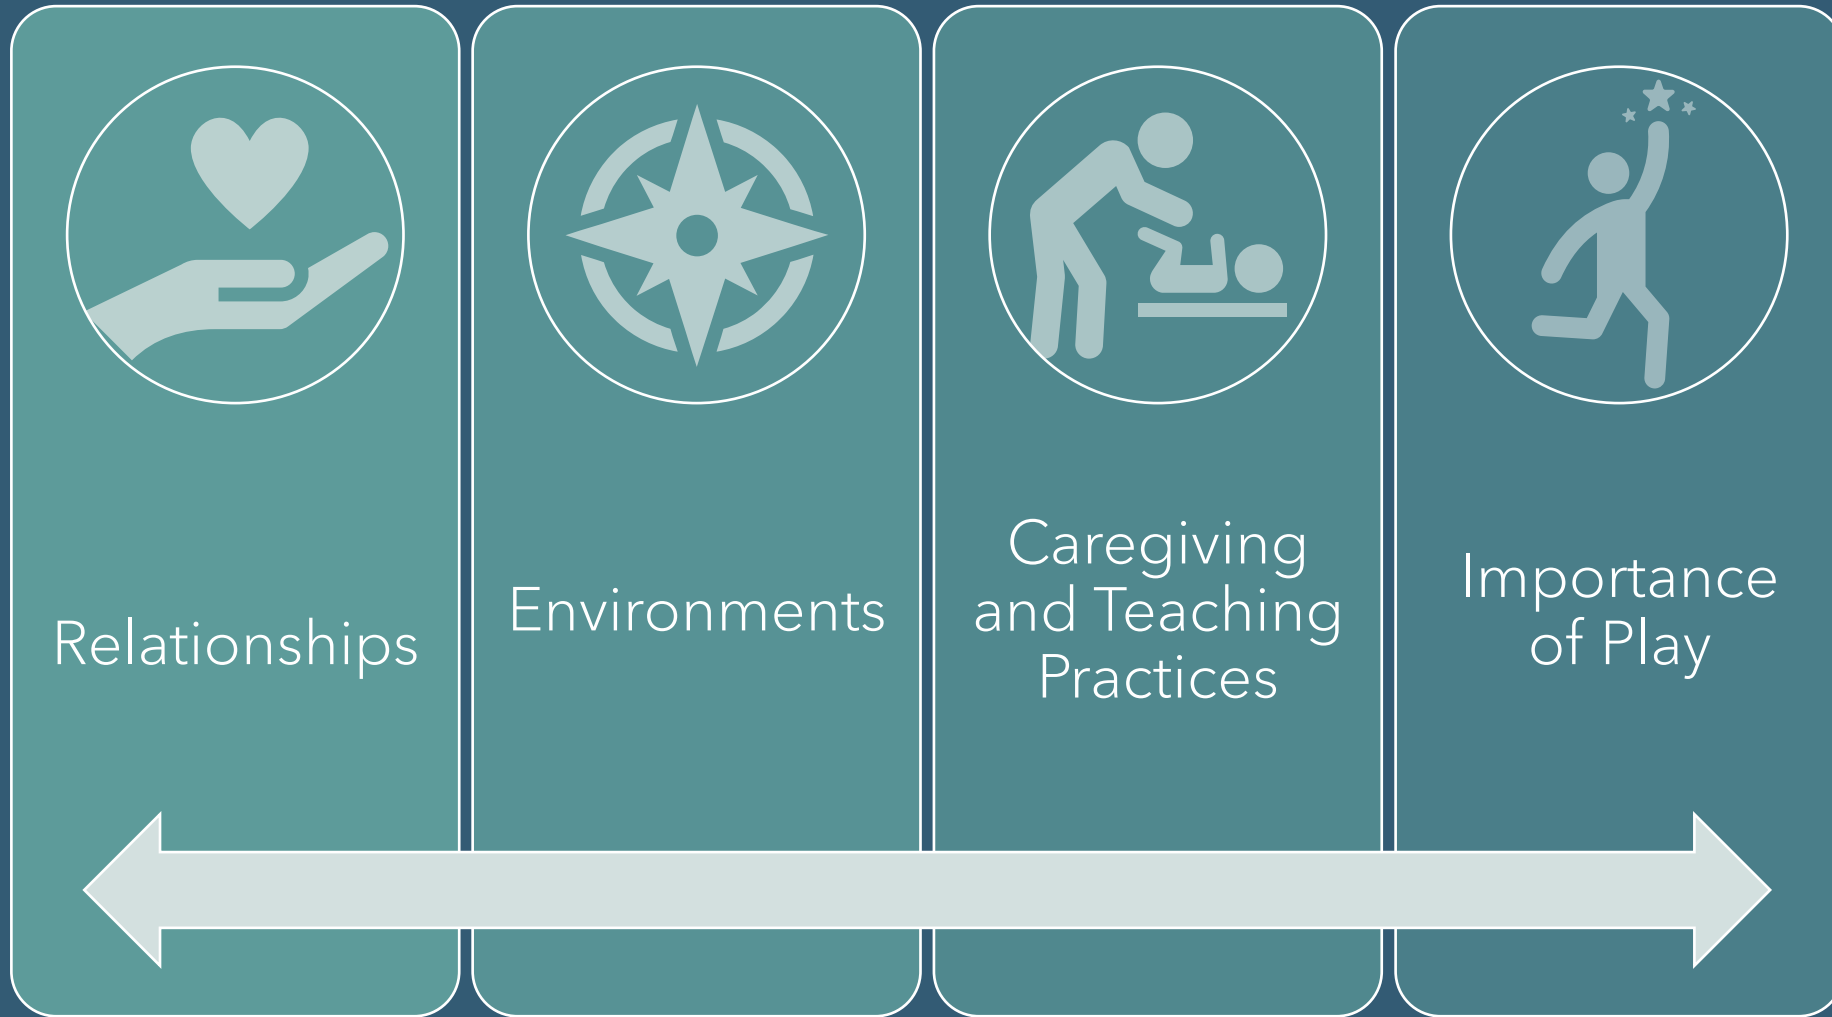 Relationships
Environments
Caregiving
and Teaching
Practices
Importance
of Play